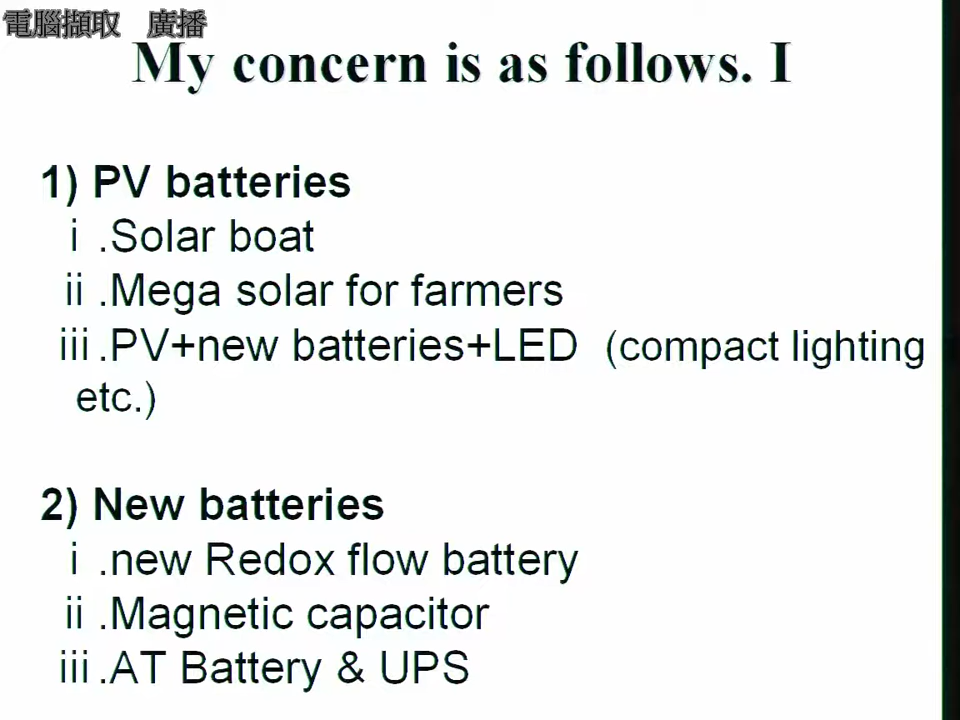 電腦擷取 廣播
My concern is as follows. I
1) PV batteries
ⅰ.Solar boat
ⅱ.Mega solar for farmers
ⅲ.PV+new batteries+LED (compact lighting
etc.)
2) New batteries
ⅰ.new Redox flow battery
ⅱ.Magnetic capacitor
ⅲ.AT Battery & UPS